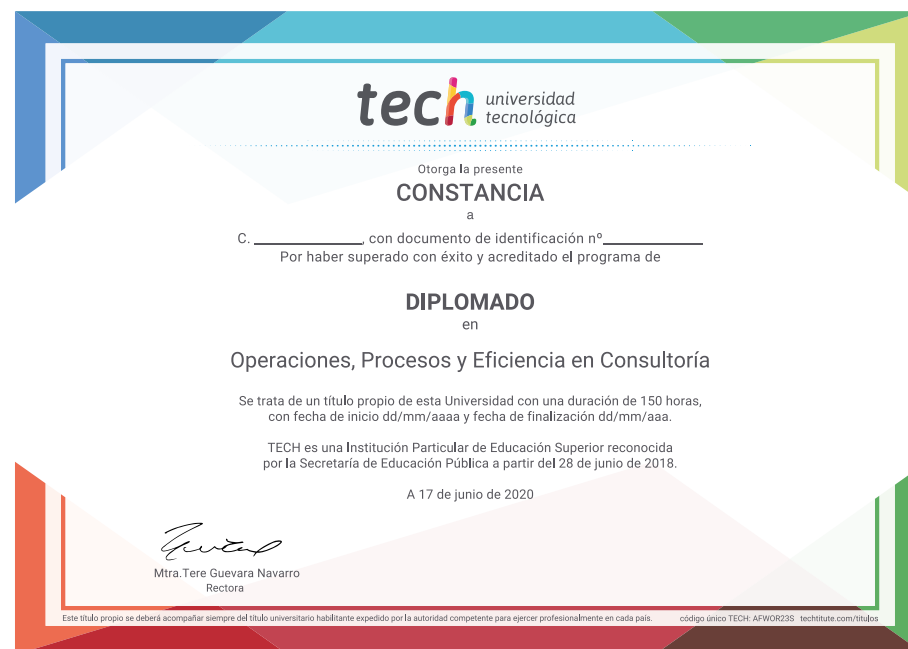 tech universidad
tecnológica
Otorga la presente
CONSTANCIA
a
C. ____________, con documento de identificación nº____________
Por haber superado con éxito y acreditado el programa de
DIPLOMADO
en
Operaciones, Procesos y Eficiencia en Consultoría
Se trata de un título propio de esta Universidad con una duración de 150 horas,
con fecha de inicio dd/mm/aaaa y fecha de finalización dd/mm/aaa.
TECH es una Institución Particular de Educación Superior reconocida
por la Secretaría de Educación Pública a partir del 28 de junio de 2018.
A 17 de junio de 2020
Mtra.Tere Guevara Navarro
Rectora
Este título propio se deberá acompañar siempre del título universitario habilitante expedido por la autoridad competente para ejercer profesionalmente en cada país. código único TECH: AFWOR23S techtitute.com/titulos